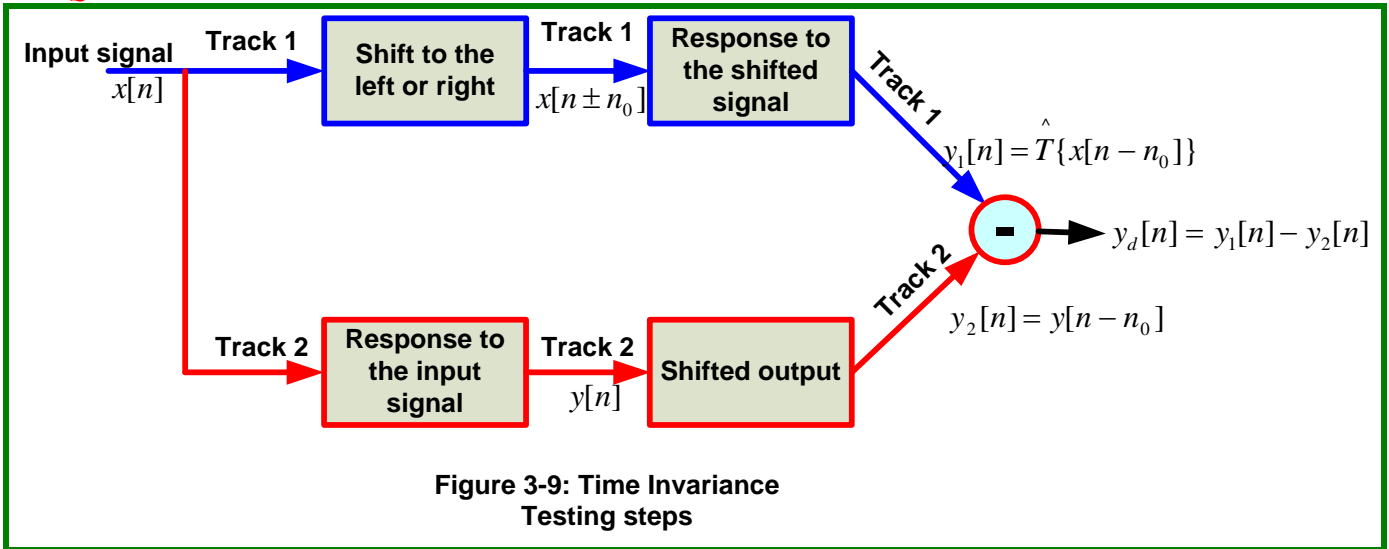 Input signal
x[n]
Track 1
Shift to the
left or right
Track 1
x[n ± n₀]
Response to
the shifted
signal
Track 1
y₁[n] = T̂{x[n − n₀]}
-
y_d[n] = y₁[n] − y₂[n]
Track 2
Response to
the input
signal
Track 2
y[n]
Shifted output
Track 2
y₂[n] = y[n − n₀]
Figure 3-9: Time Invariance
Testing steps